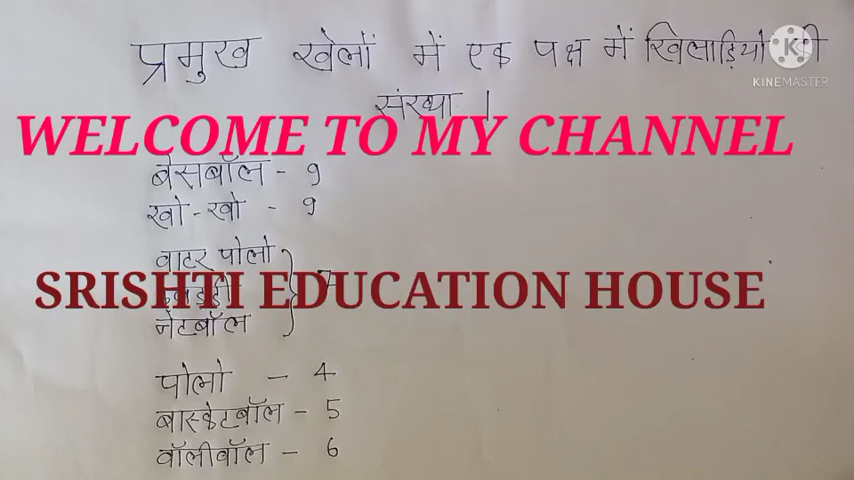 प्रमुख खेलों में एक पक्ष में खिलाड़ियो की
KINEMASTER
संख्या ।
WELCOME TO MY CHANNEL
बेसबॉल - 9
खो-खो - 9
वाटर पोलो
SRISHTI EDUCATION HOUSE
7
नेटबॉल
पोलो - 4
बास्केटबॉल - 5
वॉलीबॉल - 6